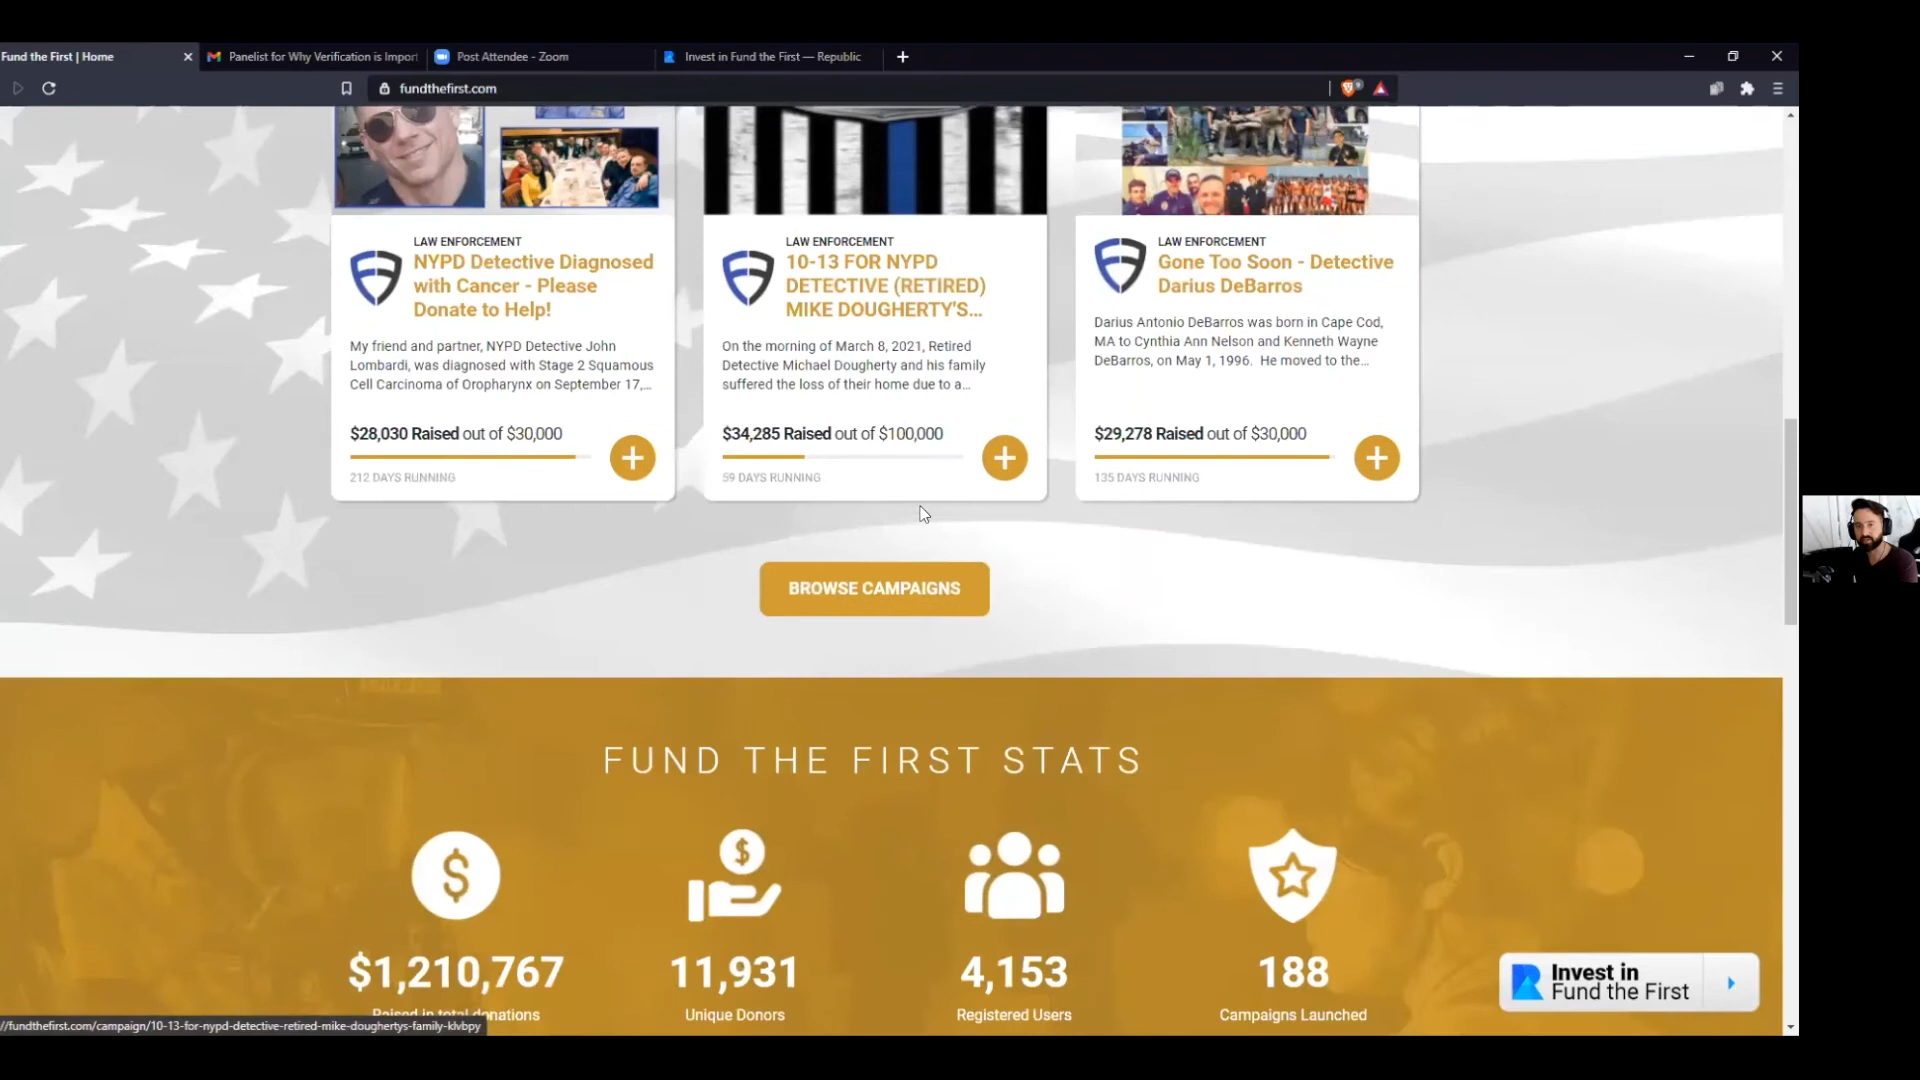 Fund the First | Home
Panelist for Why Verification is Impor
Post Attendee - Zoom
Invest in Fund the First — Republic
fundthefirst.com
LAW ENFORCEMENT
NYPD Detective Diagnosed
with Cancer - Please
Donate to Help!
My friend and partner, NYPD Detective John
Lombardi, was diagnosed with Stage 2 Squamous
Cell Carcinoma of Oropharynx on September 17,...
$28,030 Raised out of $30,000
212 DAYS RUNNING
LAW ENFORCEMENT
10-13 FOR NYPD
DETECTIVE (RETIRED)
MIKE DOUGHERTY'S...
On the morning of March 8, 2021, Retired
Detective Michael Dougherty and his family
suffered the loss of their home due to a...
$34,285 Raised out of $100,000
59 DAYS RUNNING
LAW ENFORCEMENT
Gone Too Soon - Detective
Darius DeBarros
Darius Antonio DeBarros was born in Cape Cod,
MA to Cynthia Ann Nelson and Kenneth Wayne
DeBarros, on May 1, 1996. He moved to the...
$29,278 Raised out of $30,000
135 DAYS RUNNING
BROWSE CAMPAIGNS
FUND THE FIRST STATS
$1,210,767
Raised in total donations
11,931
Unique Donors
4,153
Registered Users
188
Campaigns Launched
Invest in
Fund the First
//fundthefirst.com/campaign/10-13-for-nypd-detective-retired-mike-doughertys-family-klvbpy